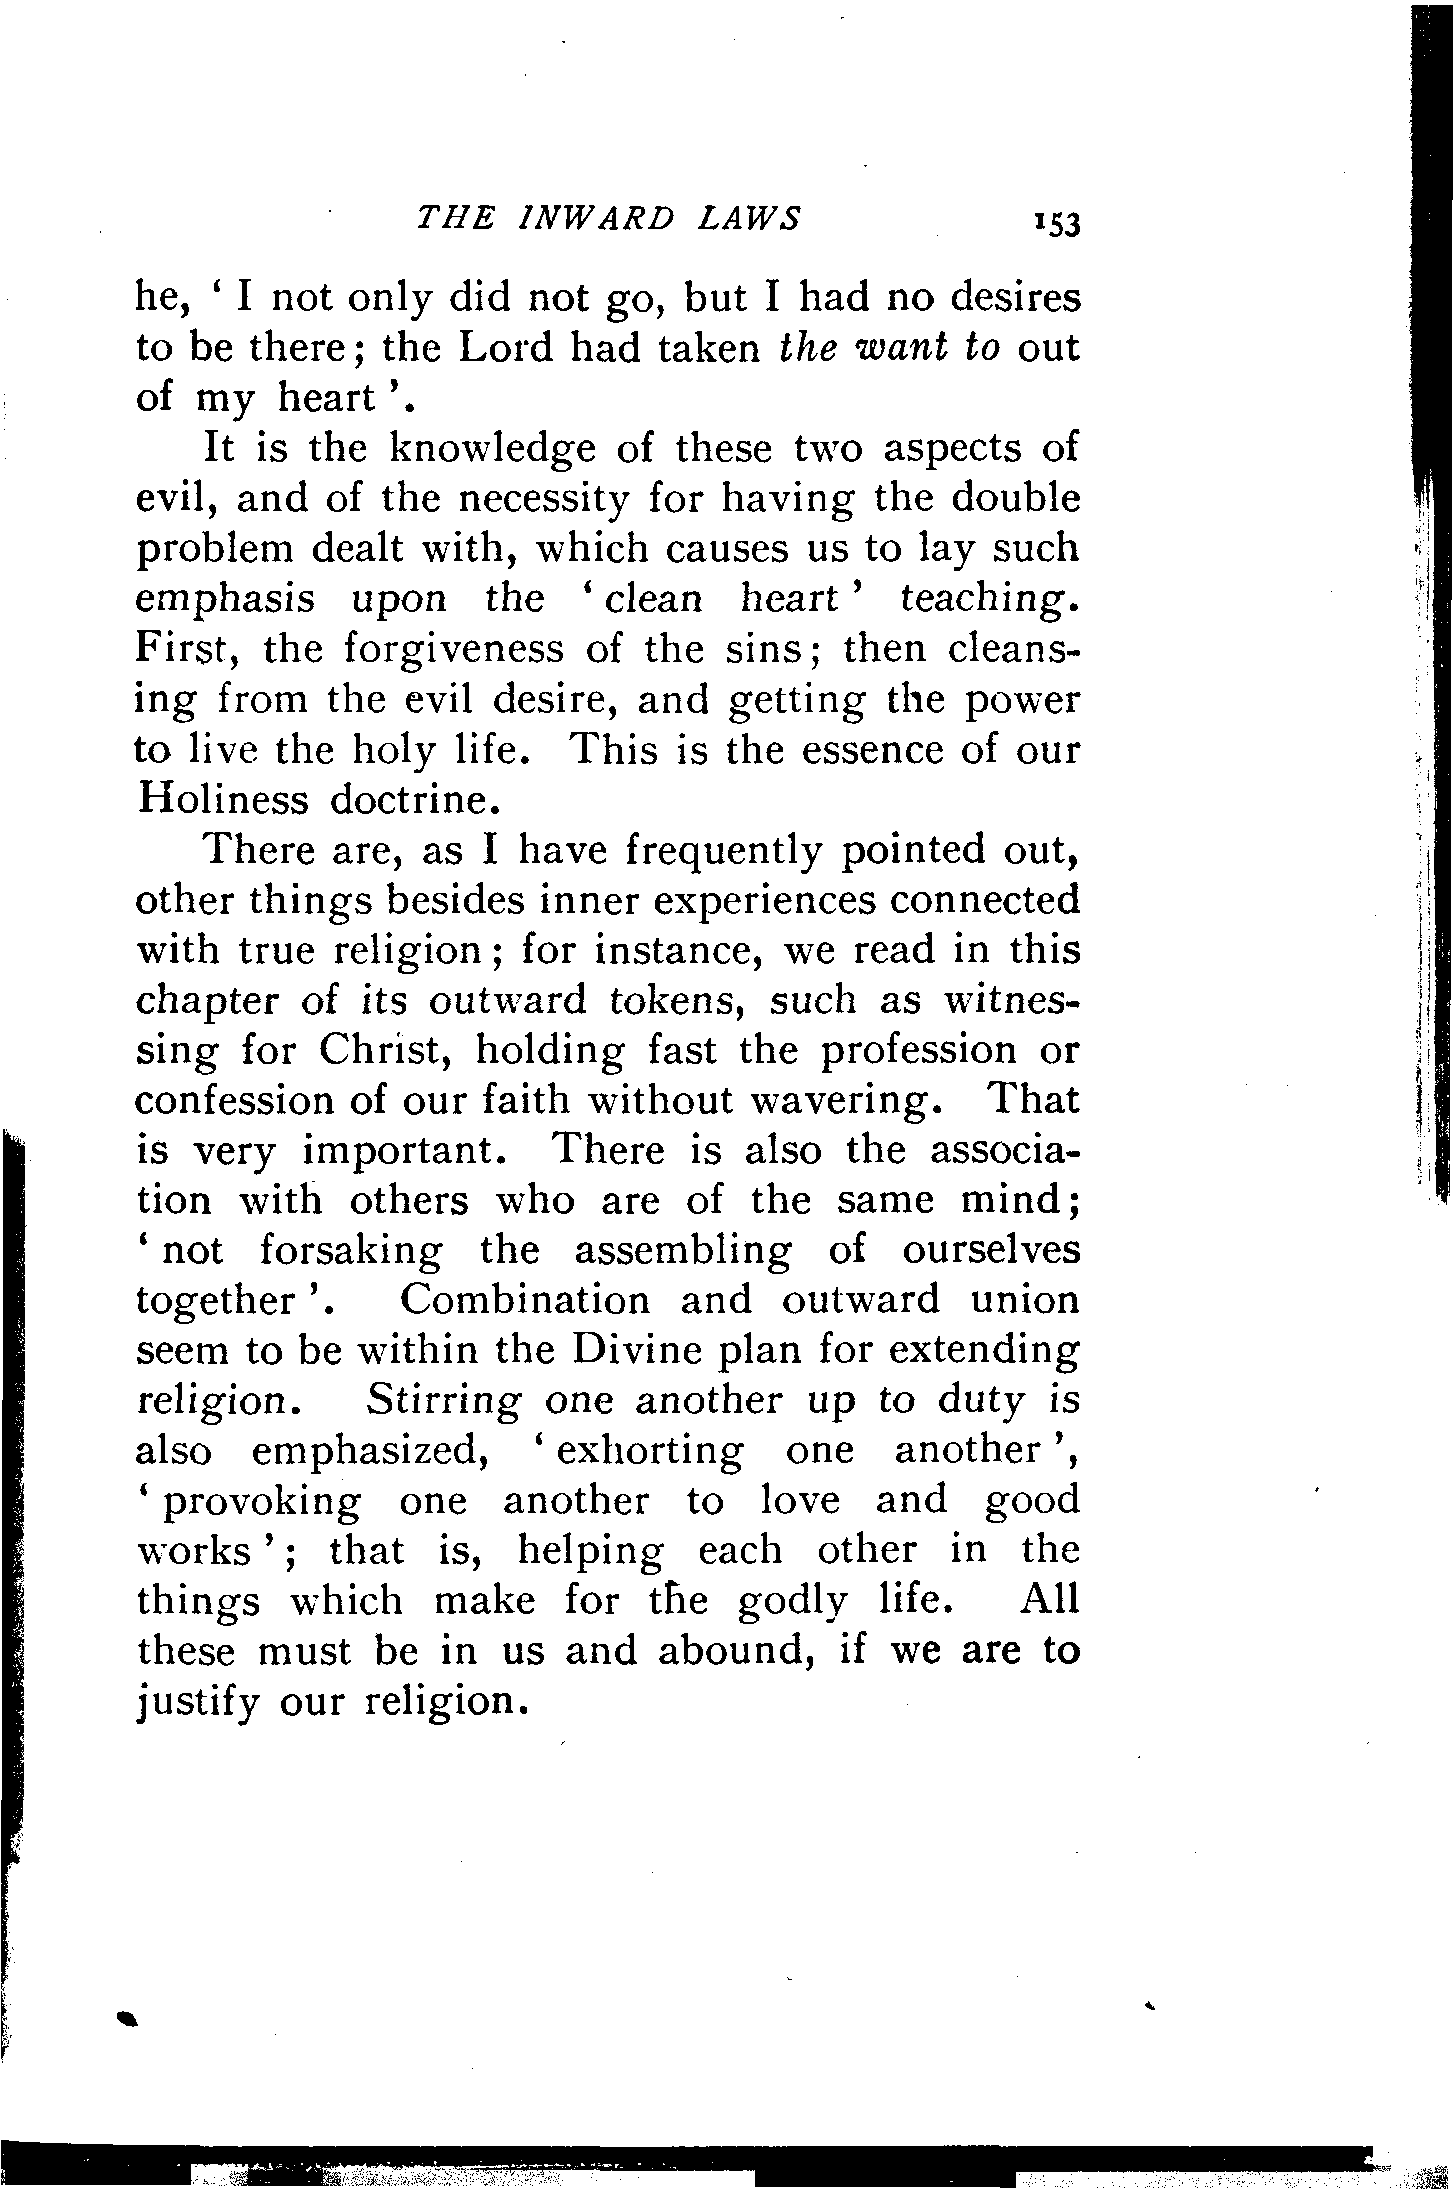 THE INWARD LAWS 153
he, ‘ I not only did not go, but I had no desires
to be there ; the Lord had taken the want to out
of my heart ’.
It is the knowledge of these two aspects of
evil, and of the necessity for having the double
problem dealt with, which causes us to lay such
emphasis upon the ‘ clean heart ’ teaching.
First, the forgiveness of the sins ; then cleans-
ing from the evil desire, and getting the power
to live the holy life. This is the essence of our
Holiness doctrine.
There are, as I have frequently pointed out,
other things besides inner experiences connected
with true religion ; for instance, we read in this
chapter of its outward tokens, such as witnes-
sing for Christ, holding fast the profession or
confession of our faith without wavering. That
is very important. There is also the associa-
tion with others who are of the same mind ;
‘ not forsaking the assembling of ourselves
together ’. Combination and outward union
seem to be within the Divine plan for extending
religion. Stirring one another up to duty is
also emphasized, ‘ exhorting one another ’,
‘ provoking one another to love and good
works ’ ; that is, helping each other in the
things which make for the godly life. All
these must be in us and abound, if we are to
justify our religion.